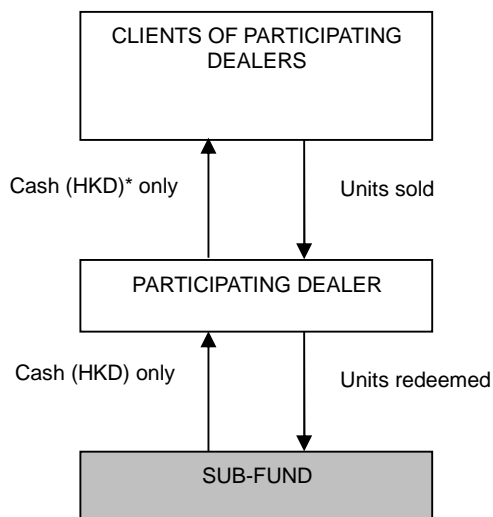 CLIENTS OF PARTICIPATING
DEALERS
Cash (HKD)* only
Units sold
PARTICIPATING DEALER
Cash (HKD) only
Units redeemed
SUB-FUND